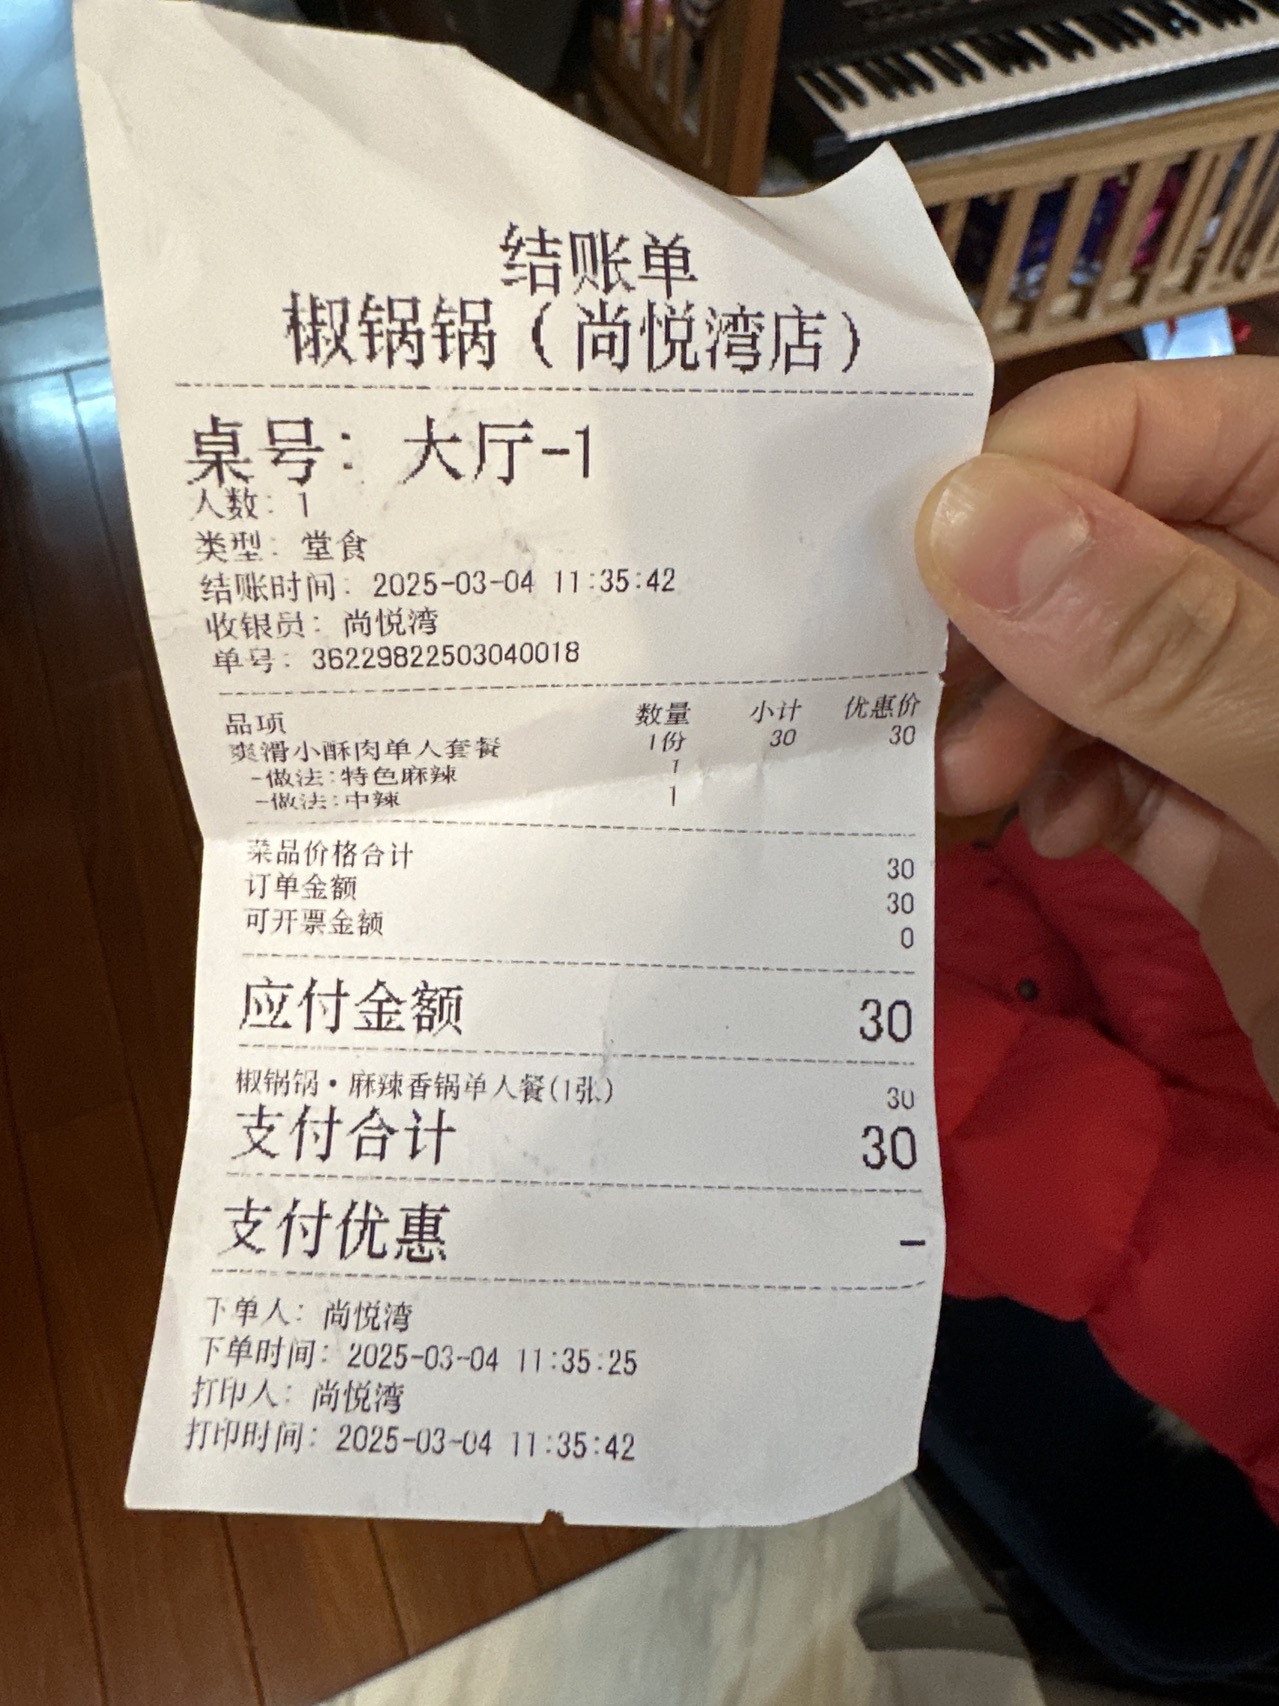 结账单
椒锅锅（尚悦湾店）
桌号：大厅-1
人数：1
类型：堂食
结账时间：2025-03-04 11:35:42
收银员：尚悦湾
单号：36229822503040018
品项 数量 小计 优惠价
爽滑小酥肉单人套餐 1份 30 30
-做法:特色麻辣 1
-做法:中辣 1
菜品价格合计 30
订单金额 30
可开票金额 0
应付金额 30
椒锅锅·麻辣香锅单人餐(1张) 30
支付合计 30
支付优惠 -
下单人：尚悦湾
下单时间：2025-03-04 11:35:25
打印人：尚悦湾
打印时间：2025-03-04 11:35:42